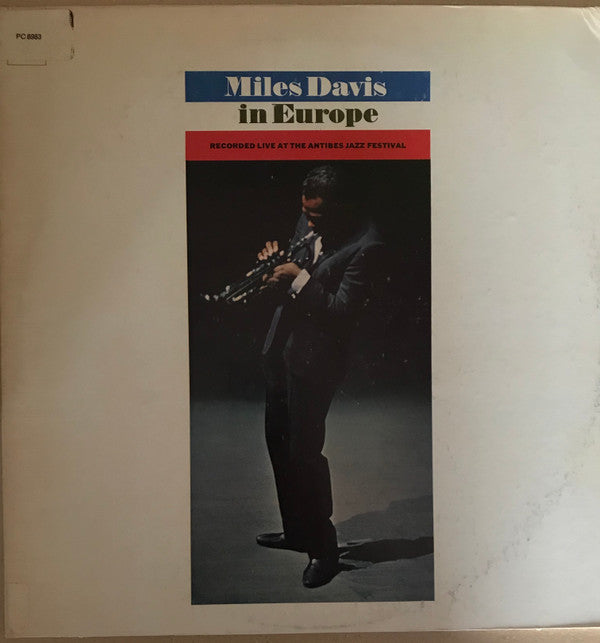 PC 8983
Miles Davis
in Europe
RECORDED LIVE AT THE ANTIBES JAZZ FESTIVAL